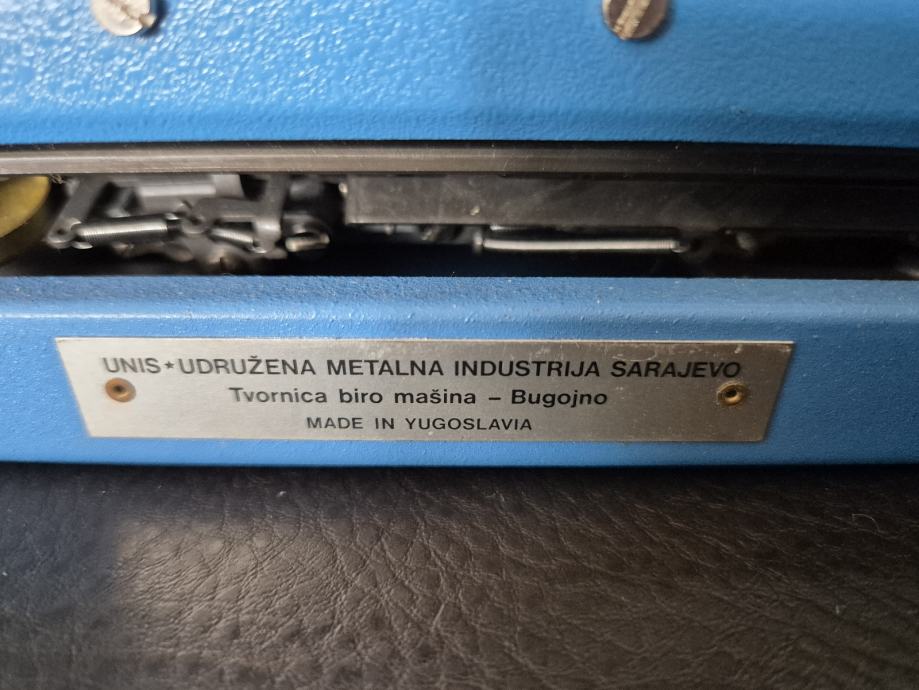 UNIS★UDRUŽENA METALNA INDUSTRIJA SARAJEVO
Tvornica biro mašina – Bugojno
MADE IN YUGOSLAVIA